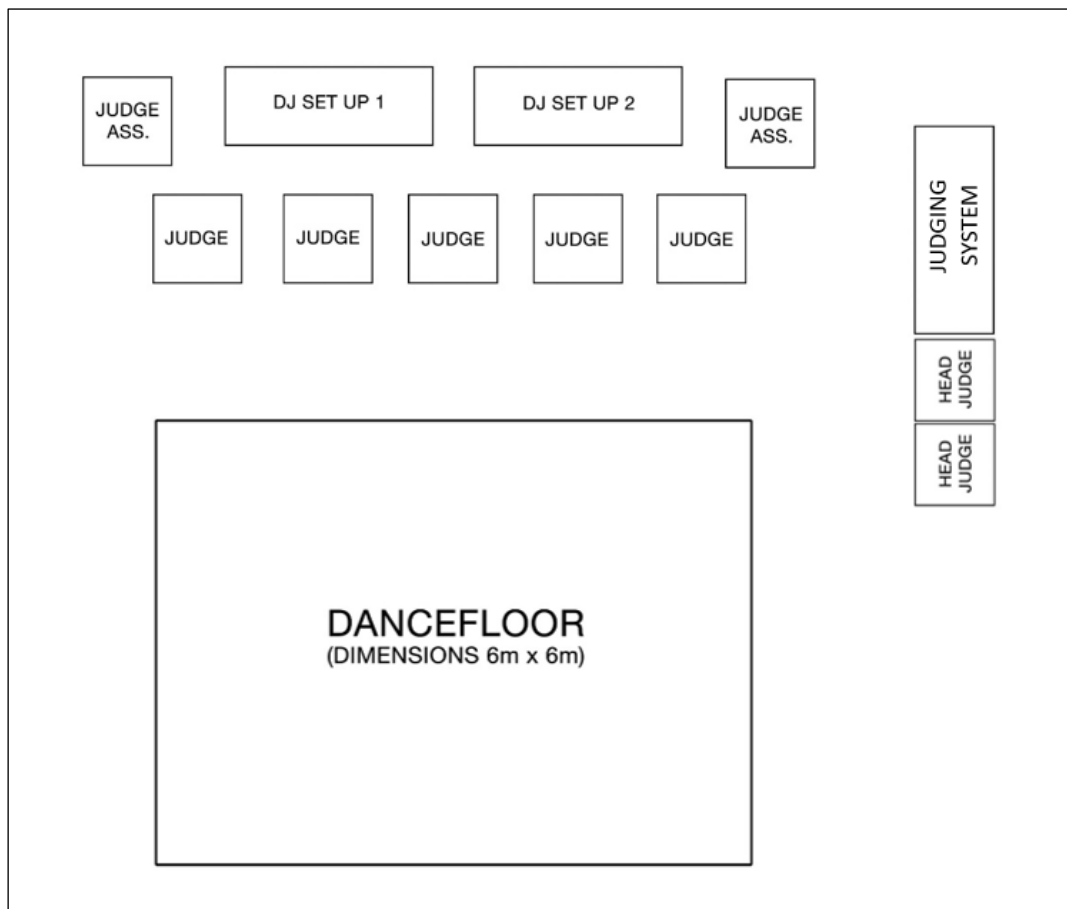 JUDGE
ASS.
DJ SET UP 1
DJ SET UP 2
JUDGE
ASS.
JUDGE
JUDGE
JUDGE
JUDGE
JUDGE
JUDGING
SYSTEM
HEAD
JUDGE
HEAD
JUDGE
DANCEFLOOR
(DIMENSIONS 6m x 6m)